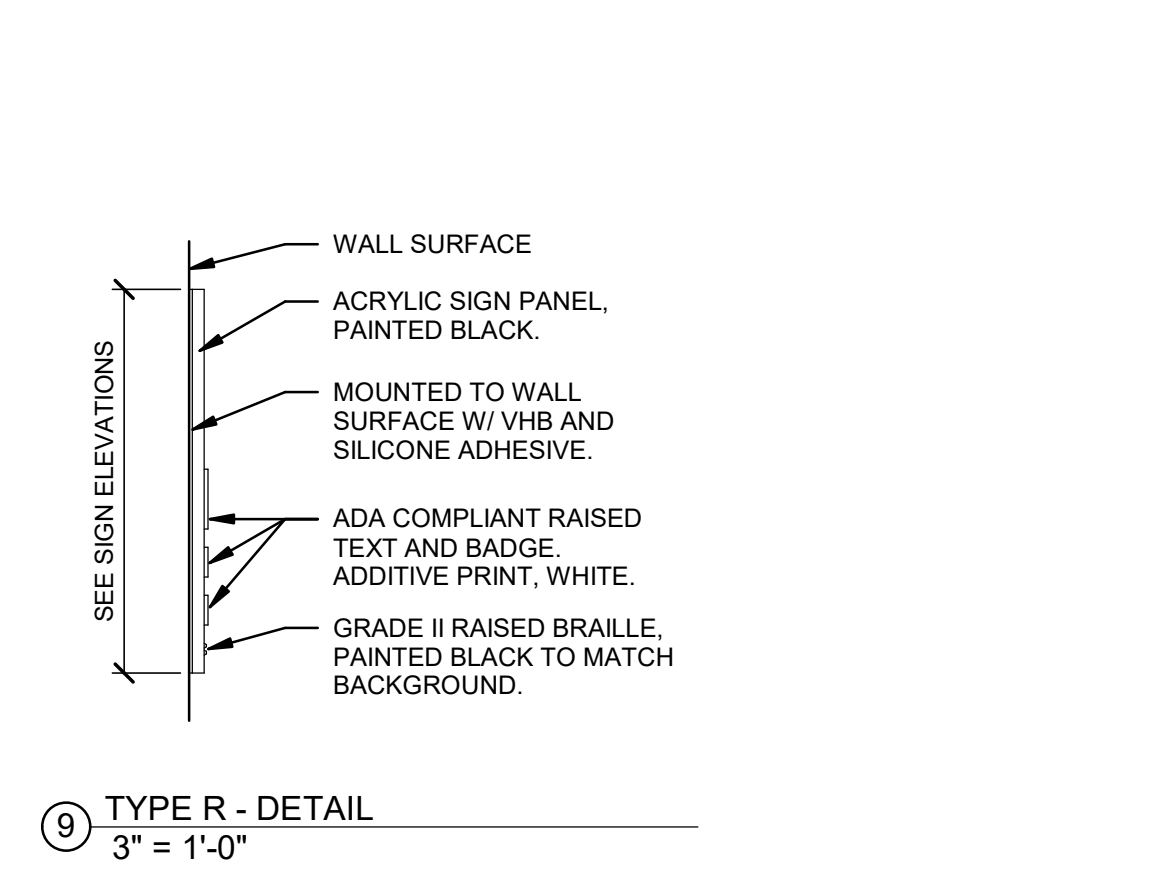 WALL SURFACE
ACRYLIC SIGN PANEL,
PAINTED BLACK.
MOUNTED TO WALL
SURFACE W/ VHB AND
SILICONE ADHESIVE.
ADA COMPLIANT RAISED
TEXT AND BADGE.
ADDITIVE PRINT, WHITE.
GRADE II RAISED BRAILLE,
PAINTED BLACK TO MATCH
BACKGROUND.
SEE SIGN ELEVATIONS
9
TYPE R - DETAIL
3" = 1'-0"